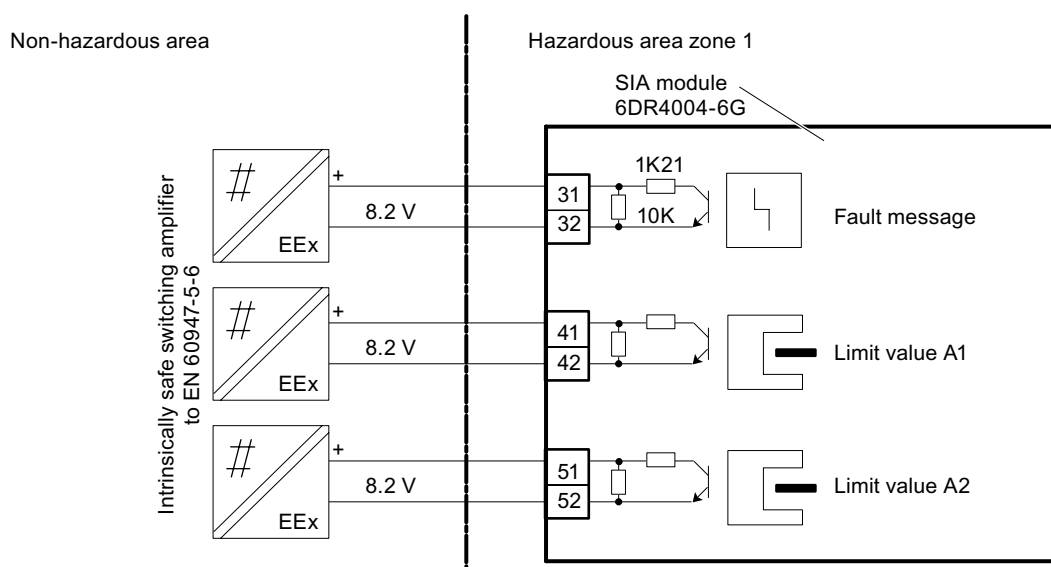 Non-hazardous area
Hazardous area zone 1
SIA module
6DR4004-6G
Intrinsically safe switching amplifier
to EN 60947-5-6
+
8.2 V
EEx
31
32
1K21
10K
Fault message
+
8.2 V
EEx
41
42
Limit value A1
+
8.2 V
EEx
51
52
Limit value A2